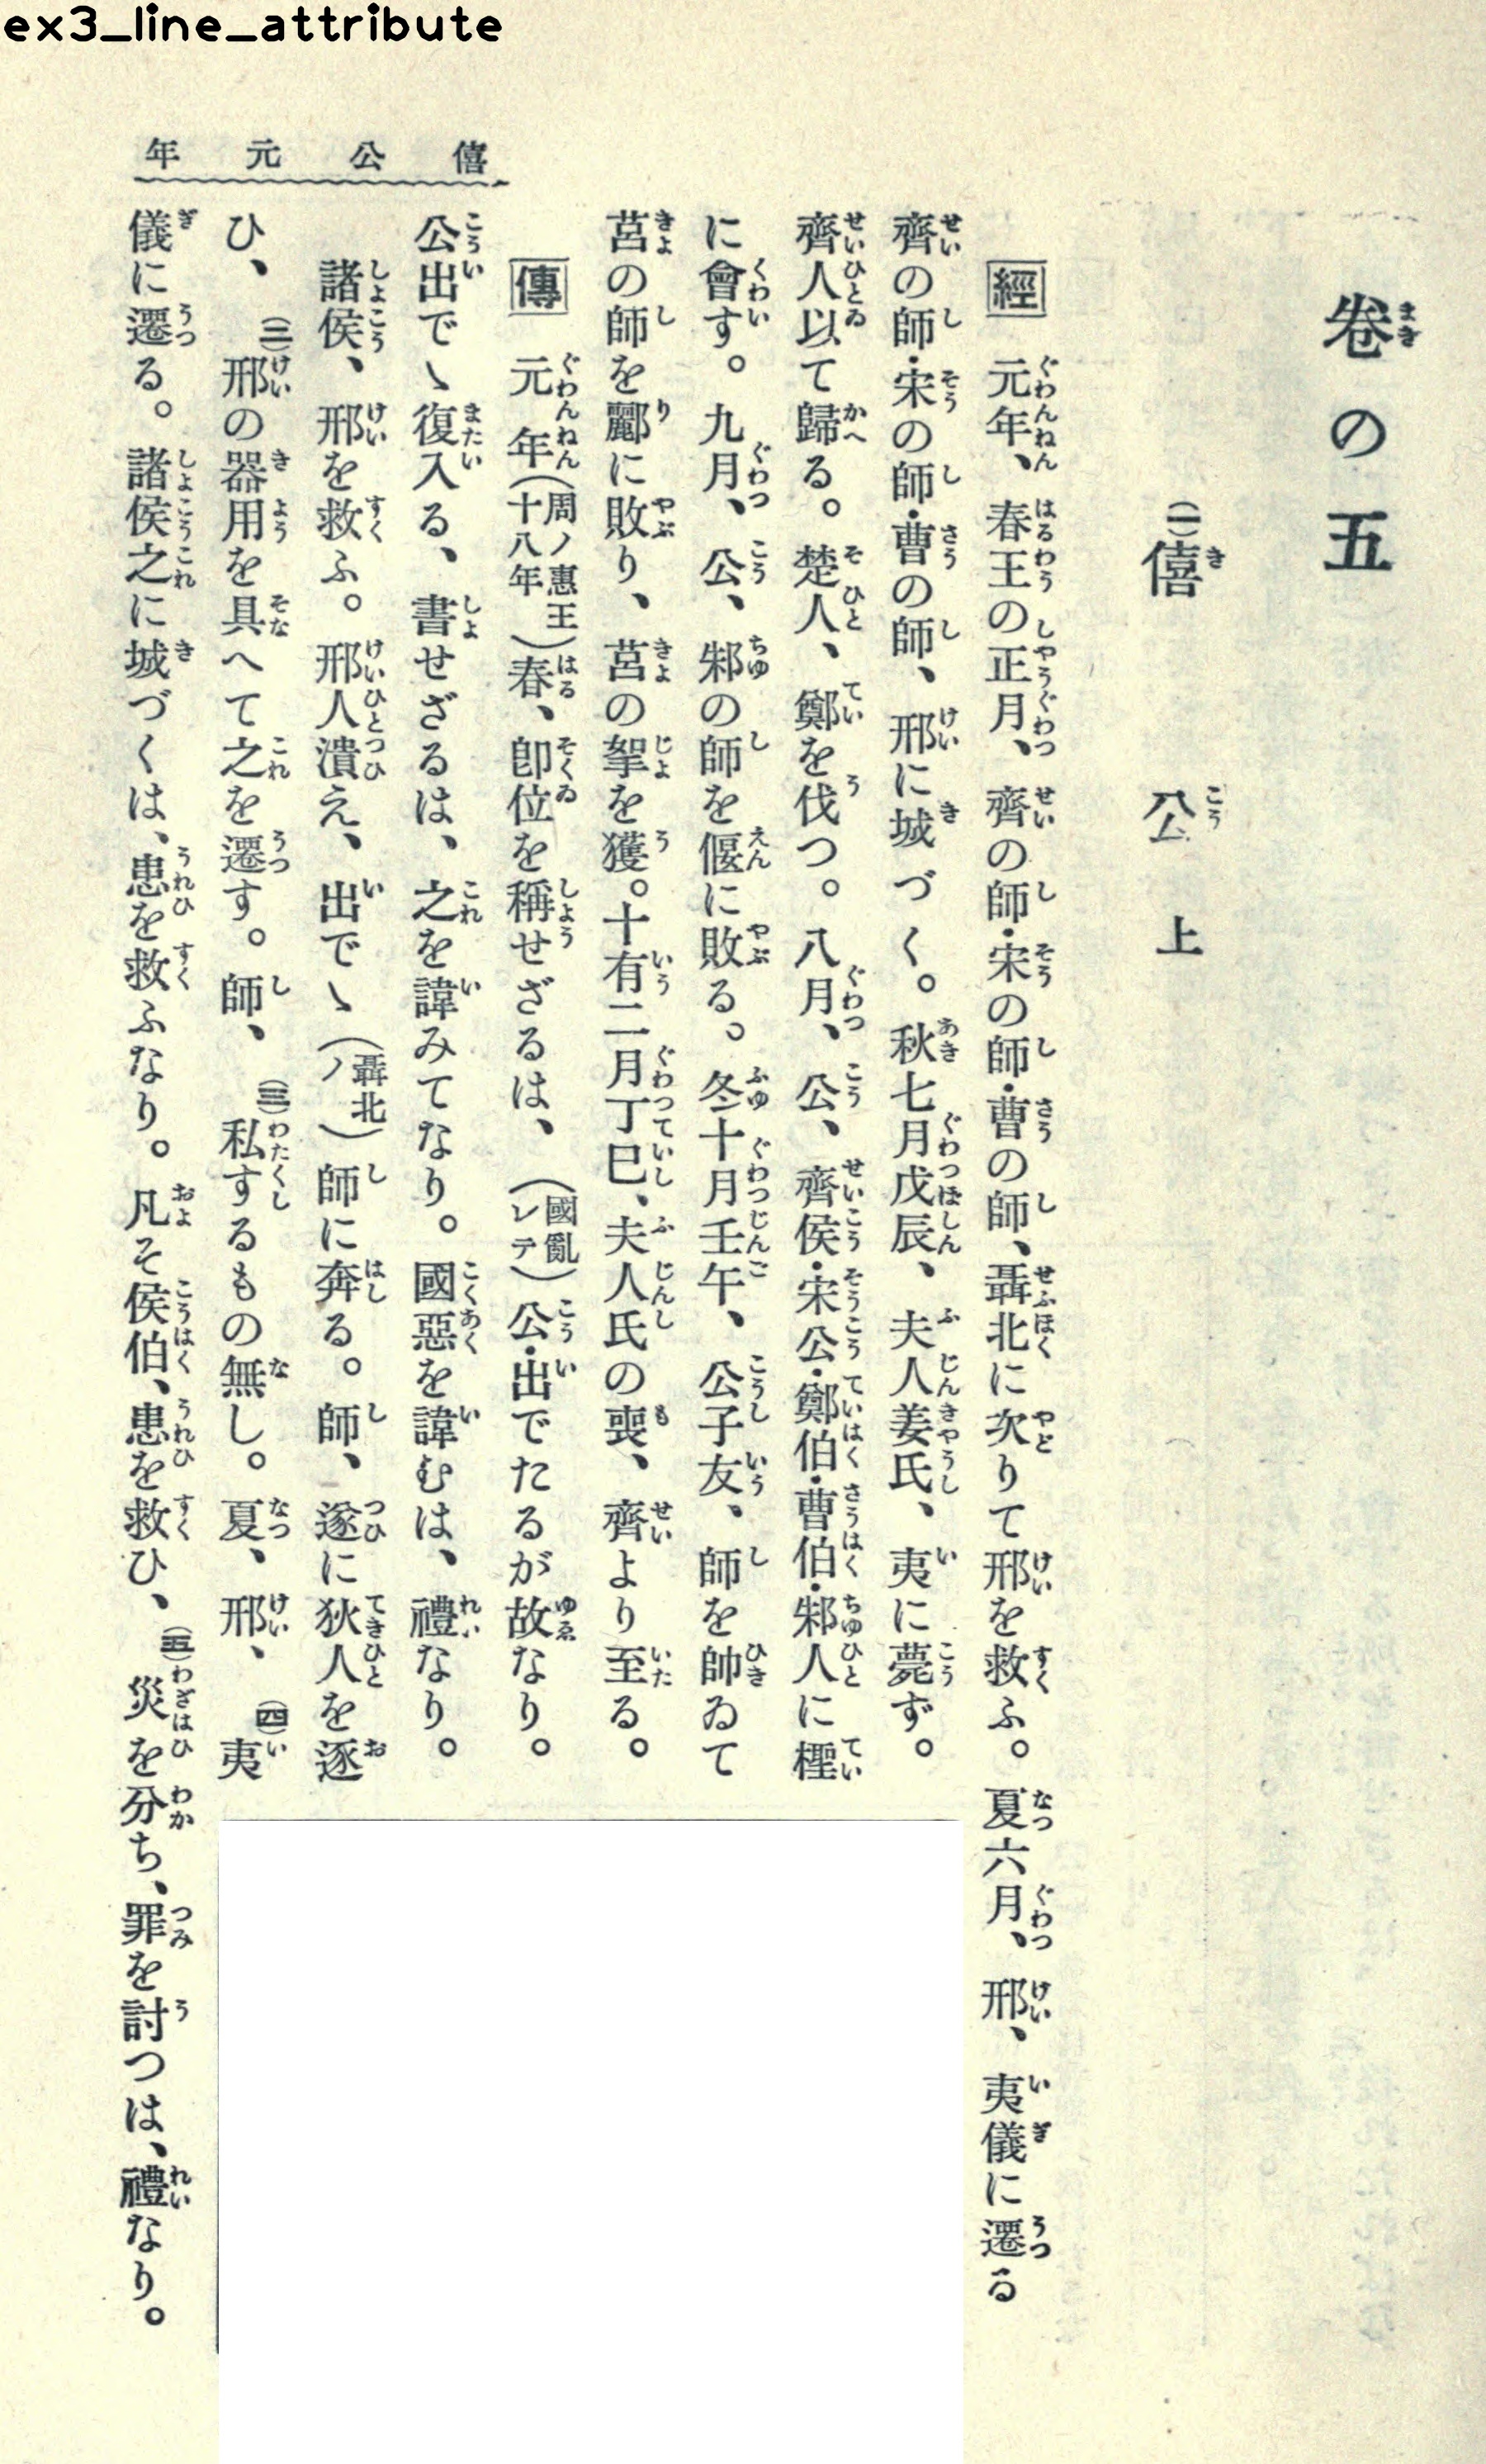 ex3_line_attribute
卷の五
㈠僖公上
經　元年、春王の正月、齊の師・宋の師・曹の師、聶北に次りて邢を救ふ。夏六月、邢、夷儀に遷る
齊の師・宋の師・曹の師、邢に城づく。秋七月戊辰、夫人姜氏、夷に薨ず。
齊人以て歸る。楚人、鄭を伐つ。八月、公、齊侯・宋公・鄭伯・曹伯・邾人に檉
に會す。九月、公、邾の師を偃に敗る。冬十月壬午、公子友、師を帥ゐて
莒の師を酈に敗り、莒の挐を獲。十有二月丁巳、夫人氏の喪、齊より至る。
傳　元年(周ノ惠王十八年)春、卽位を稱せざるは、(國亂レテ)公・出でたるが故なり。
公出でゝ復入る、書せざるは、之を諱みてなり。國惡を諱むは、禮なり。
諸侯、邢を救ふ。邢人潰え、出でゝ(聶北ノ)師に奔る。師、遂に狄人を逐
ひ、㈡邢の器用を具へて之を遷す。師、㈢私するもの無し。夏、邢、㈣夷
儀に遷る。諸侯之に城づくは、患を救ふなり。凡そ侯伯、患を救ひ、㈤災を分ち、罪を討つは、禮なり。
僖公元年